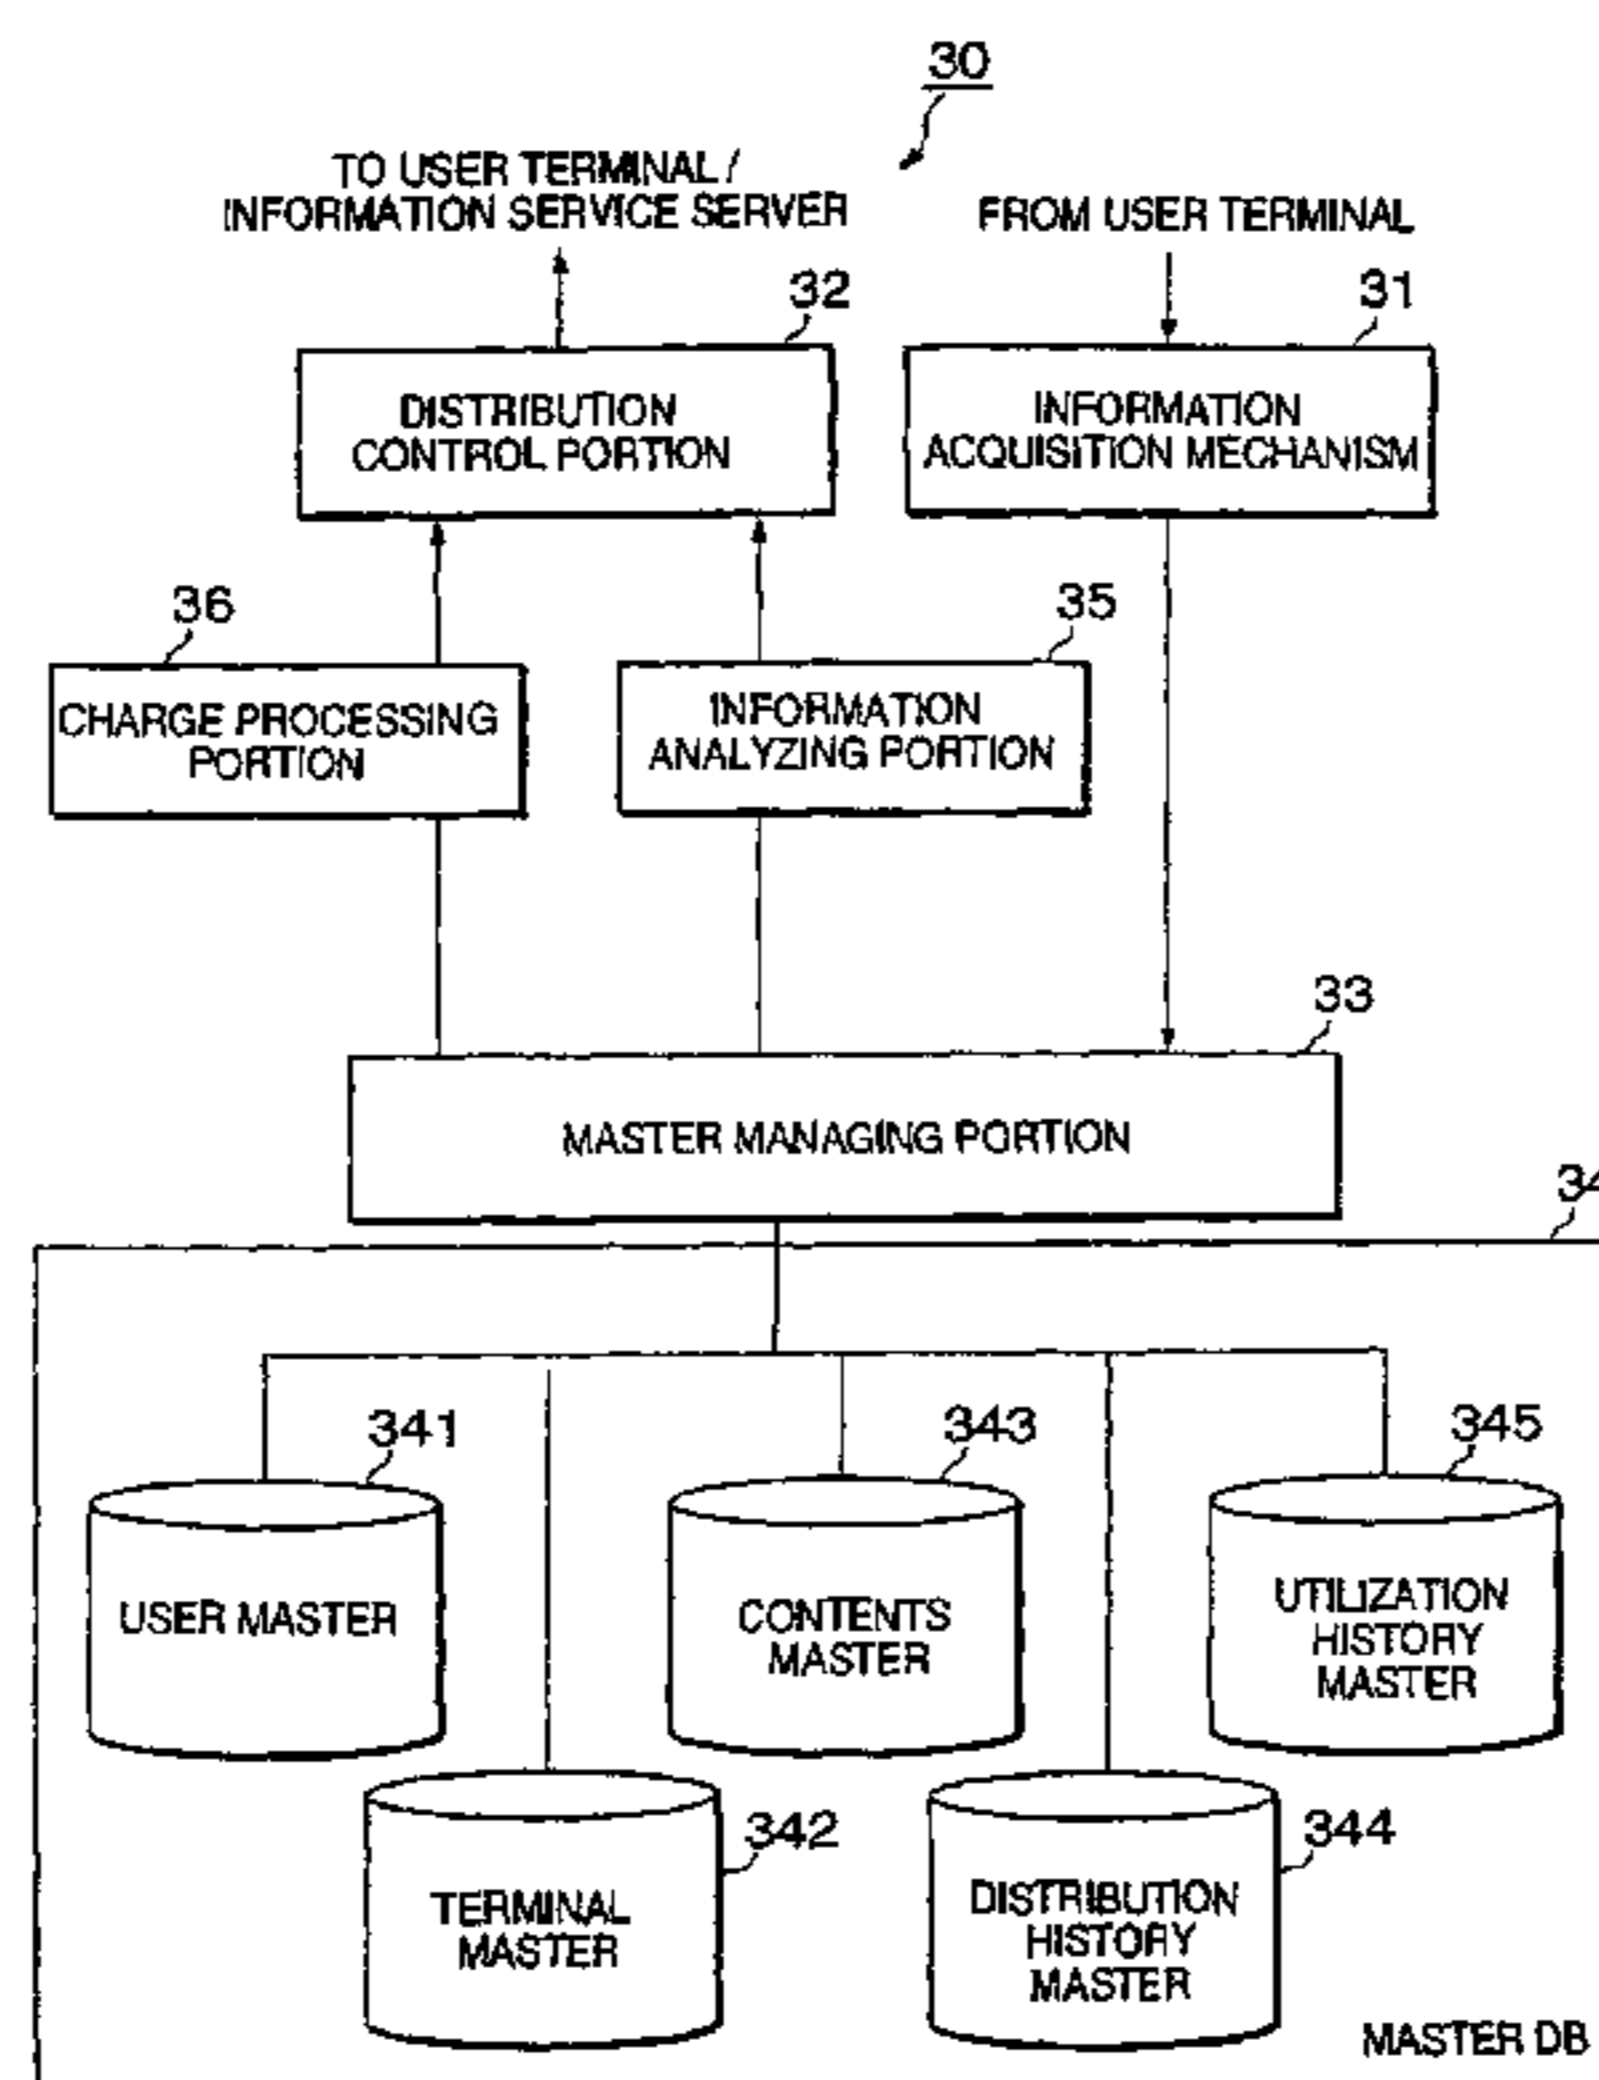 30
TO USER TERMINAL /
INFORMATION SERVICE SERVER
FROM USER TERMINAL
32
31
DISTRIBUTION
CONTROL PORTION
INFORMATION
ACQUISITION MECHANISM
36
35
CHARGE PROCESSING
PORTION
INFORMATION
ANALYZING PORTION
33
MASTER MANAGING PORTION
34
341
343
345
USER MASTER
CONTENTS
MASTER
UTILIZATION
HISTORY
MASTER
342
344
TERMINAL
MASTER
DISTRIBUTION
HISTORY
MASTER
MASTER DB